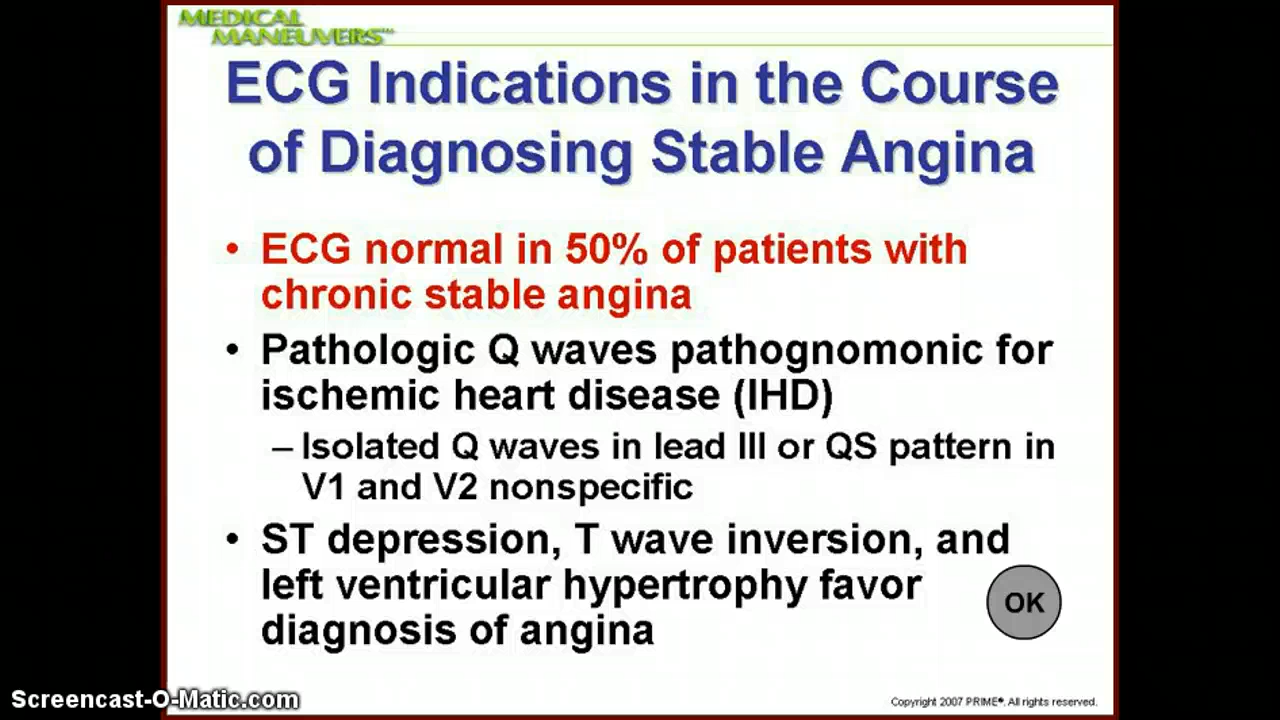 MEDICAL
MANEUVERS™
ECG Indications in the Course
of Diagnosing Stable Angina
• ECG normal in 50% of patients with
chronic stable angina
• Pathologic Q waves pathognomonic for
ischemic heart disease (IHD)
– Isolated Q waves in lead III or QS pattern in
V1 and V2 nonspecific
• ST depression, T wave inversion, and
left ventricular hypertrophy favor
diagnosis of angina
OK
Screencast-O-Matic.com
Copyright 2007 PRIME®. All rights reserved.